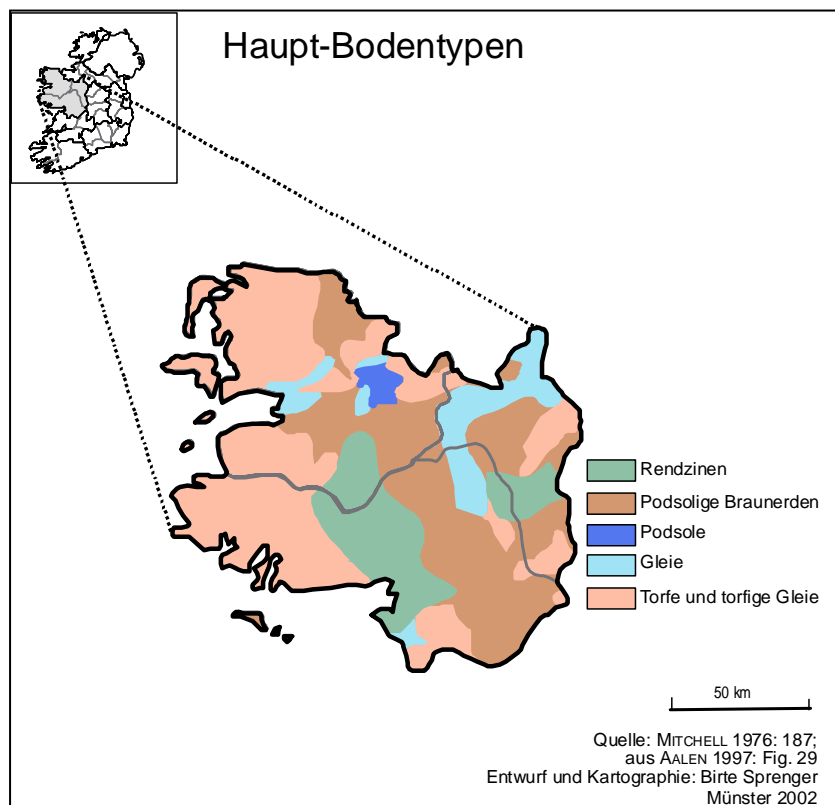 Haupt-Bodentypen
Rendzinen
Podsolige Braunerden
Podsole
Gleie
Torfe und torfige Gleie
50 km
Quelle: MITCHELL 1976: 187;
aus AALEN 1997: Fig. 29
Entwurf und Kartographie: Birte Sprenger
Münster 2002